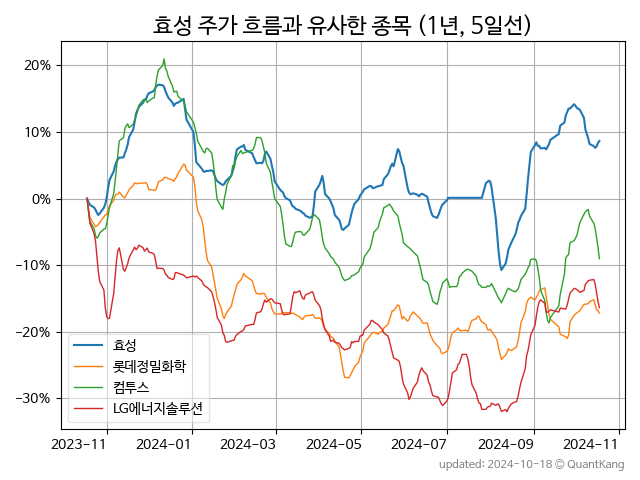 효성 주가 흐름과 유사한 종목 (1년, 5일선)
20%
10%
0%
−10%
−20%
−30%
효성
롯데정밀화학
컴투스
LG에너지솔루션
2023-11
2024-01
2024-03
2024-05
2024-07
2024-09
2024-11
updated: 2024-10-18 © QuantKang